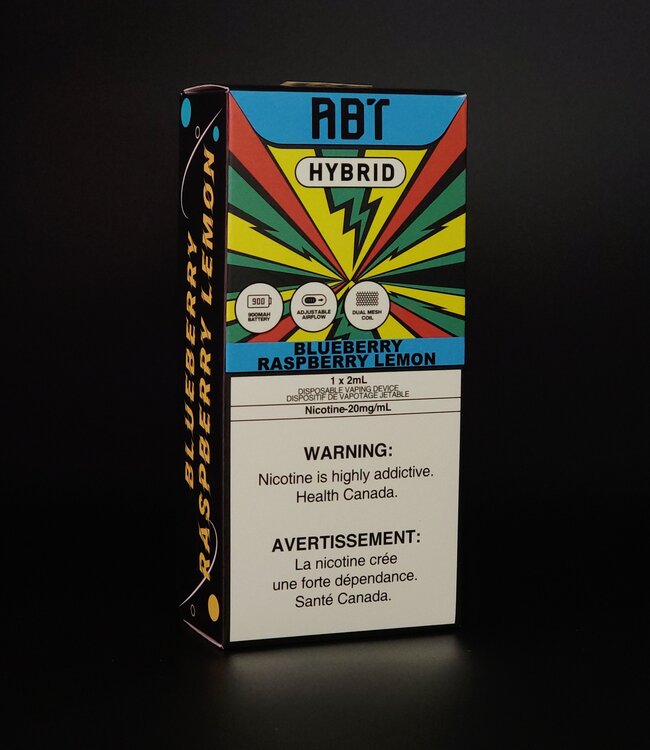 ABT
HYBRID
900
900MAH
BATTERY
ADJUSTABLE
AIRFLOW
DUAL MESH
COIL
BLUEBERRY
RASPBERRY LEMON
1 x 2mL
DISPOSABLE VAPING DEVICE
DISPOSITIF DE VAPOTAGE JETABLE
Nicotine-20mg/mL
WARNING:
Nicotine is highly addictive.
Health Canada.
AVERTISSEMENT:
La nicotine crée
une forte dépendance.
Santé Canada.
BLUEBERRY
RASPBERRY LEMON